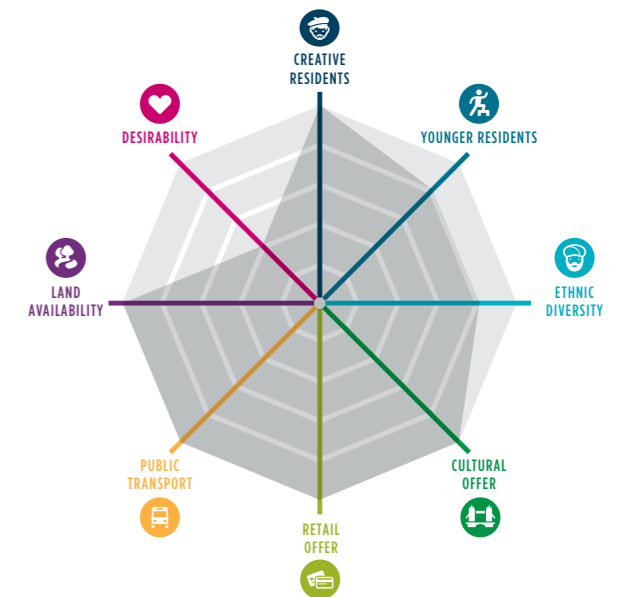 CREATIVE
RESIDENTS
DESIRABILITY
YOUNGER RESIDENTS
LAND
AVAILABILITY
ETHNIC
DIVERSITY
PUBLIC
TRANSPORT
CULTURAL
OFFER
RETAIL
OFFER